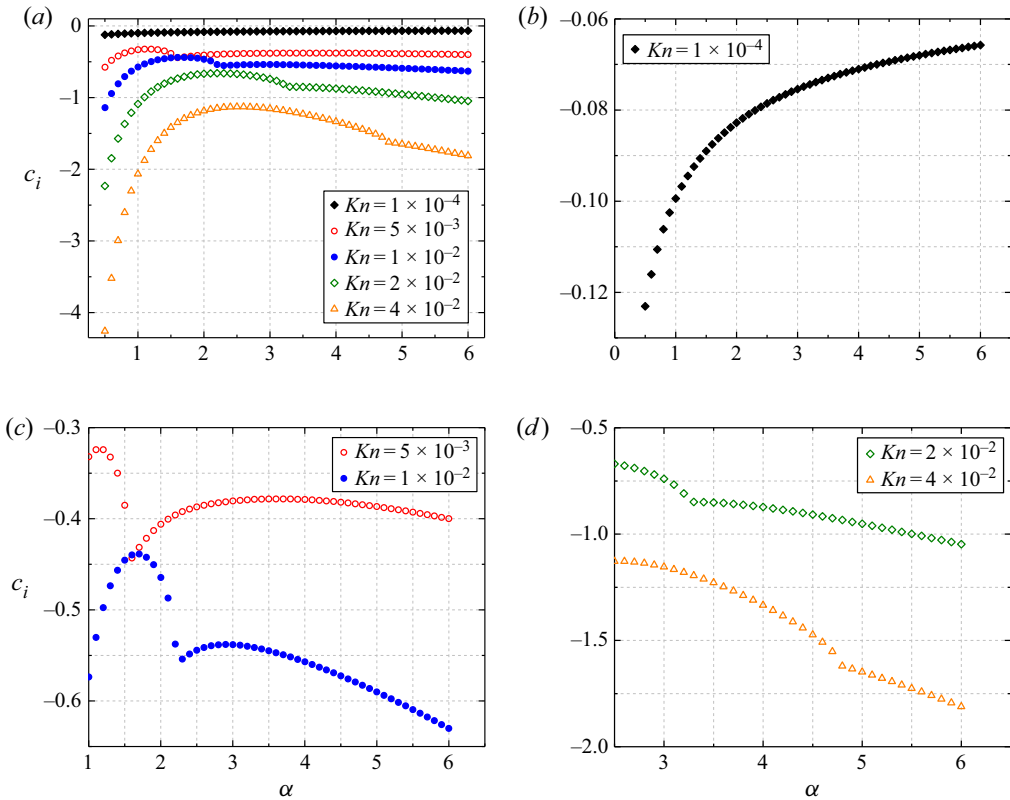 (a)
0
−1
−2
−3
−4
c_i
Kn = 1 × 10⁻⁴
Kn = 5 × 10⁻³
Kn = 1 × 10⁻²
Kn = 2 × 10⁻²
Kn = 4 × 10⁻²
1 2 3 4 5 6
(b)
−0.06
−0.08
−0.10
−0.12
Kn = 1 × 10⁻⁴
0 1 2 3 4 5 6
(c)
−0.3
−0.4
−0.5
−0.6
c_i
Kn = 5 × 10⁻³
Kn = 1 × 10⁻²
1 2 3 4 5 6
α
(d)
−0.5
−1.0
−1.5
−2.0
Kn = 2 × 10⁻²
Kn = 4 × 10⁻²
3 4 5 6
α